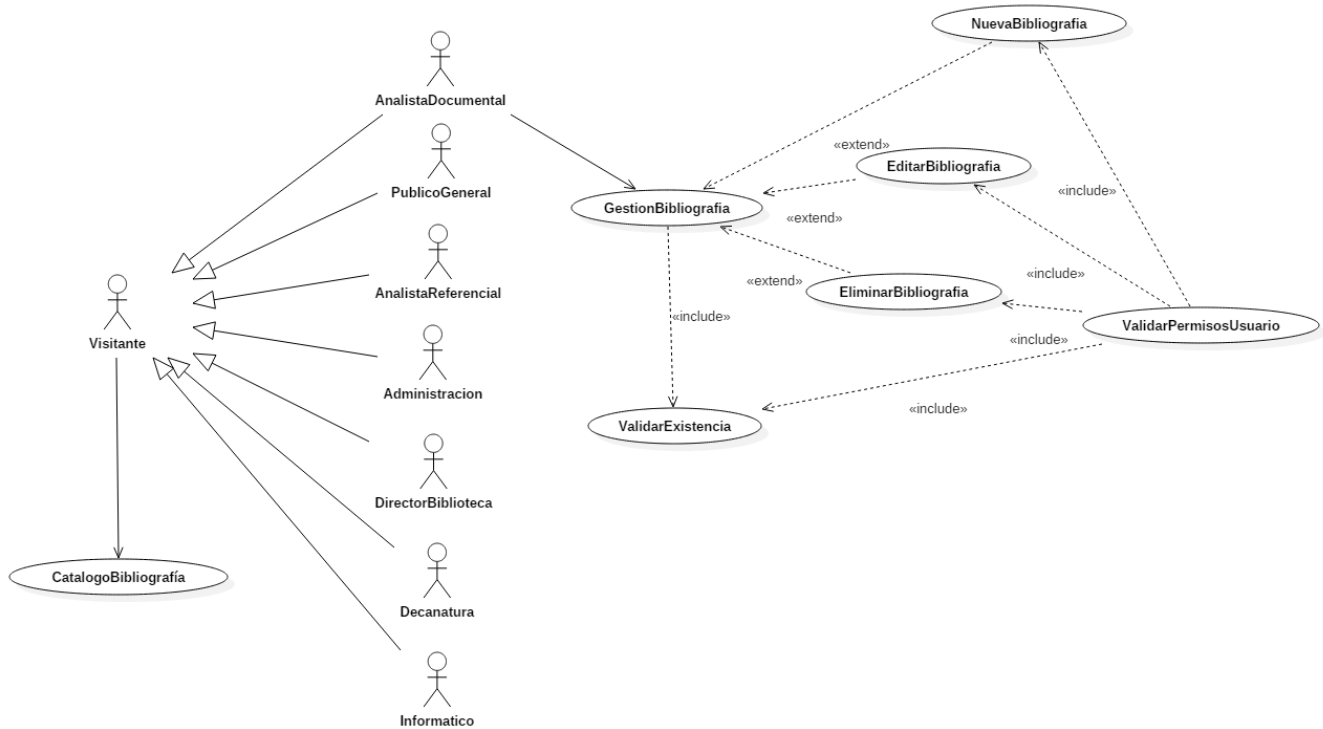 NuevaBibliografia
AnalistaDocumental
«extend»
EditarBibliografia
PublicoGeneral
«include»
GestionBibliografia
«extend»
«include»
«extend»
AnalistaReferencial
EliminarBibliografia
«include»
ValidarPermisosUsuario
Visitante
«include»
Administracion
«include»
ValidarExistencia
DirectorBiblioteca
CatalogoBibliografía
Decanatura
Informatico